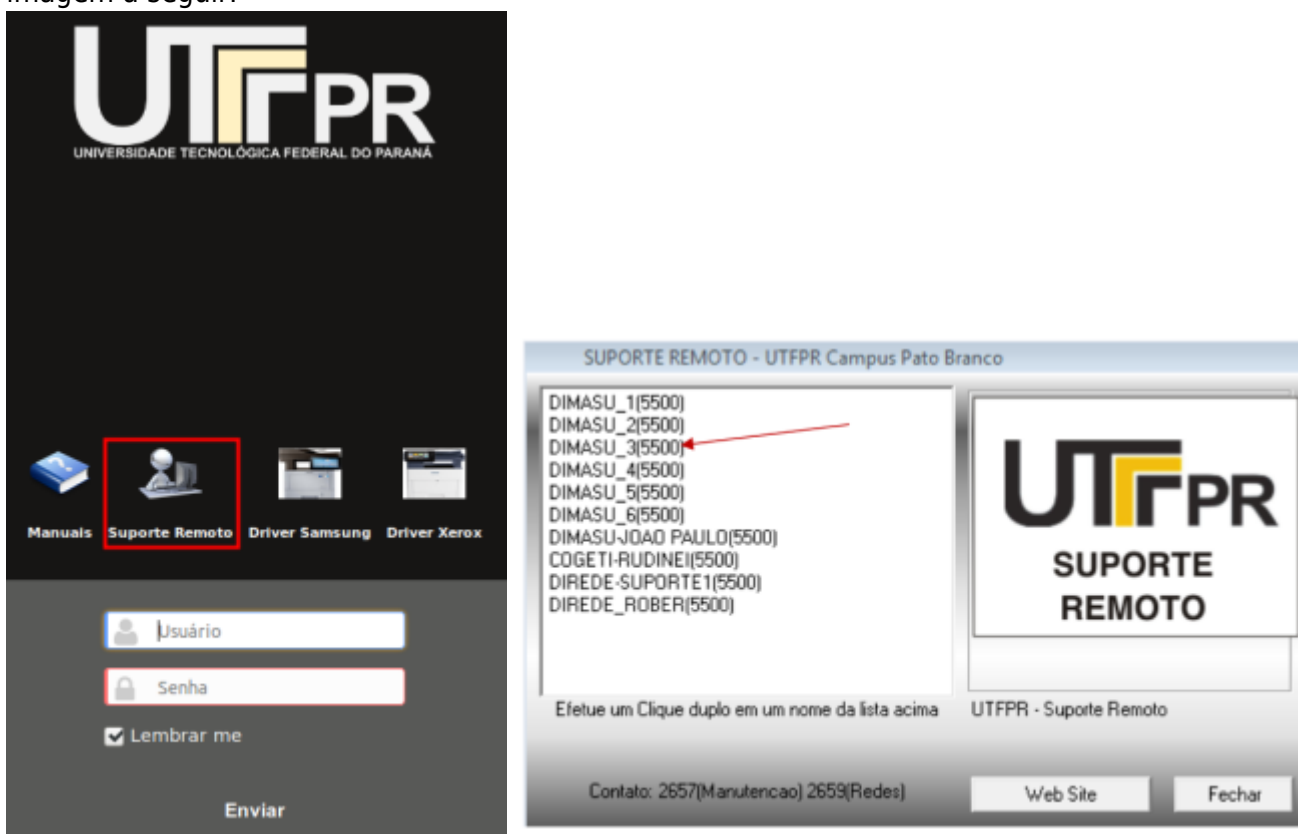 UTFPR
UNIVERSIDADE TECNOLÓGICA FEDERAL DO PARANÁ
Manuais Suporte Remoto Driver Samsung Driver Xerox
Usuário
Senha
Lembrar me
Enviar
SUPORTE REMOTO - UTFPR Campus Pato Branco
DIMASU_1(5500)
DIMASU_2(5500)
DIMASU_3(5500)
DIMASU_4(5500)
DIMASU_5(5500)
DIMASU_6(5500)
DIMASU-JOAO PAULO(5500)
COGETI-RUDINEI(5500)
DIREDE-SUPORTE1(5500)
DIREDE_ROBER(5500)
Efetue um Clique duplo em um nome da lista acima
UTFPR
SUPORTE
REMOTO
UTFPR - Suporte Remoto
Contato: 2657(Manutencao) 2659(Redes)
Web Site
Fechar